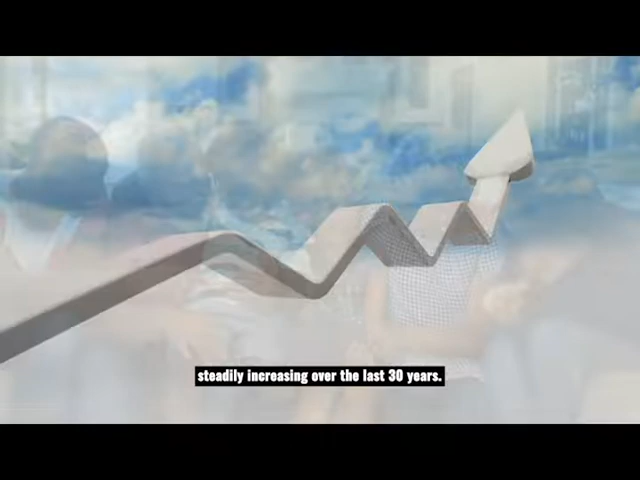 steadily increasing over the last 30 years.